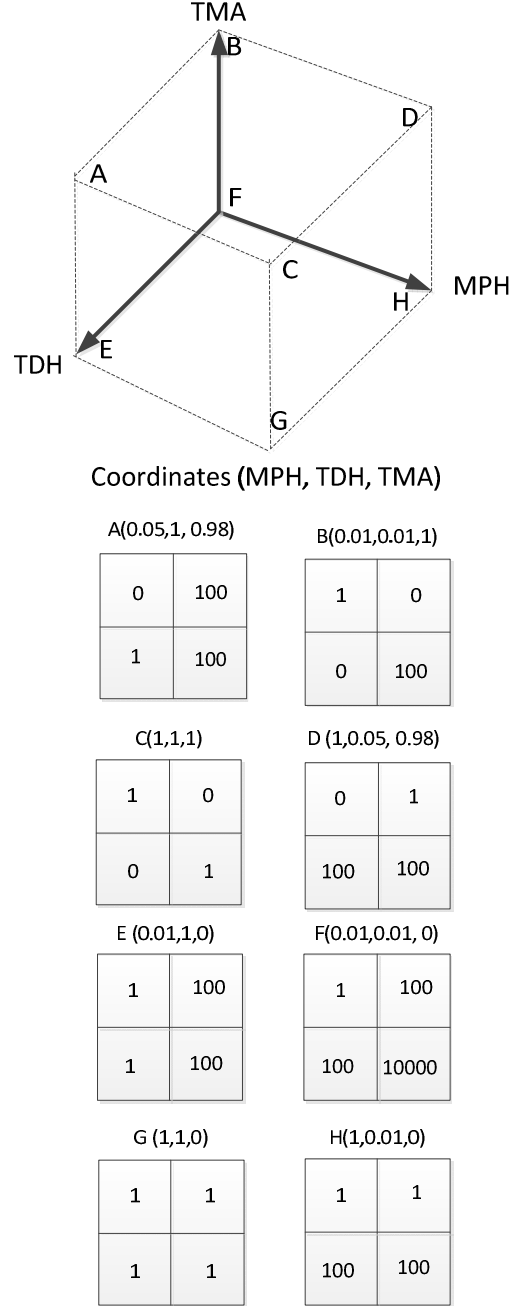 TMA
B
D
A
F
C
MPH
H
E
TDH
G
Coordinates (MPH, TDH, TMA)
A(0.05,1, 0.98)
0 100
1 100
B(0.01,0.01,1)
1 0
0 100
C(1,1,1)
1 0
0 1
D (1,0.05, 0.98)
0 1
100 100
E (0.01,1,0)
1 100
1 100
F(0.01,0.01, 0)
1 100
100 10000
G (1,1,0)
1 1
1 1
H(1,0.01,0)
1 1
100 100